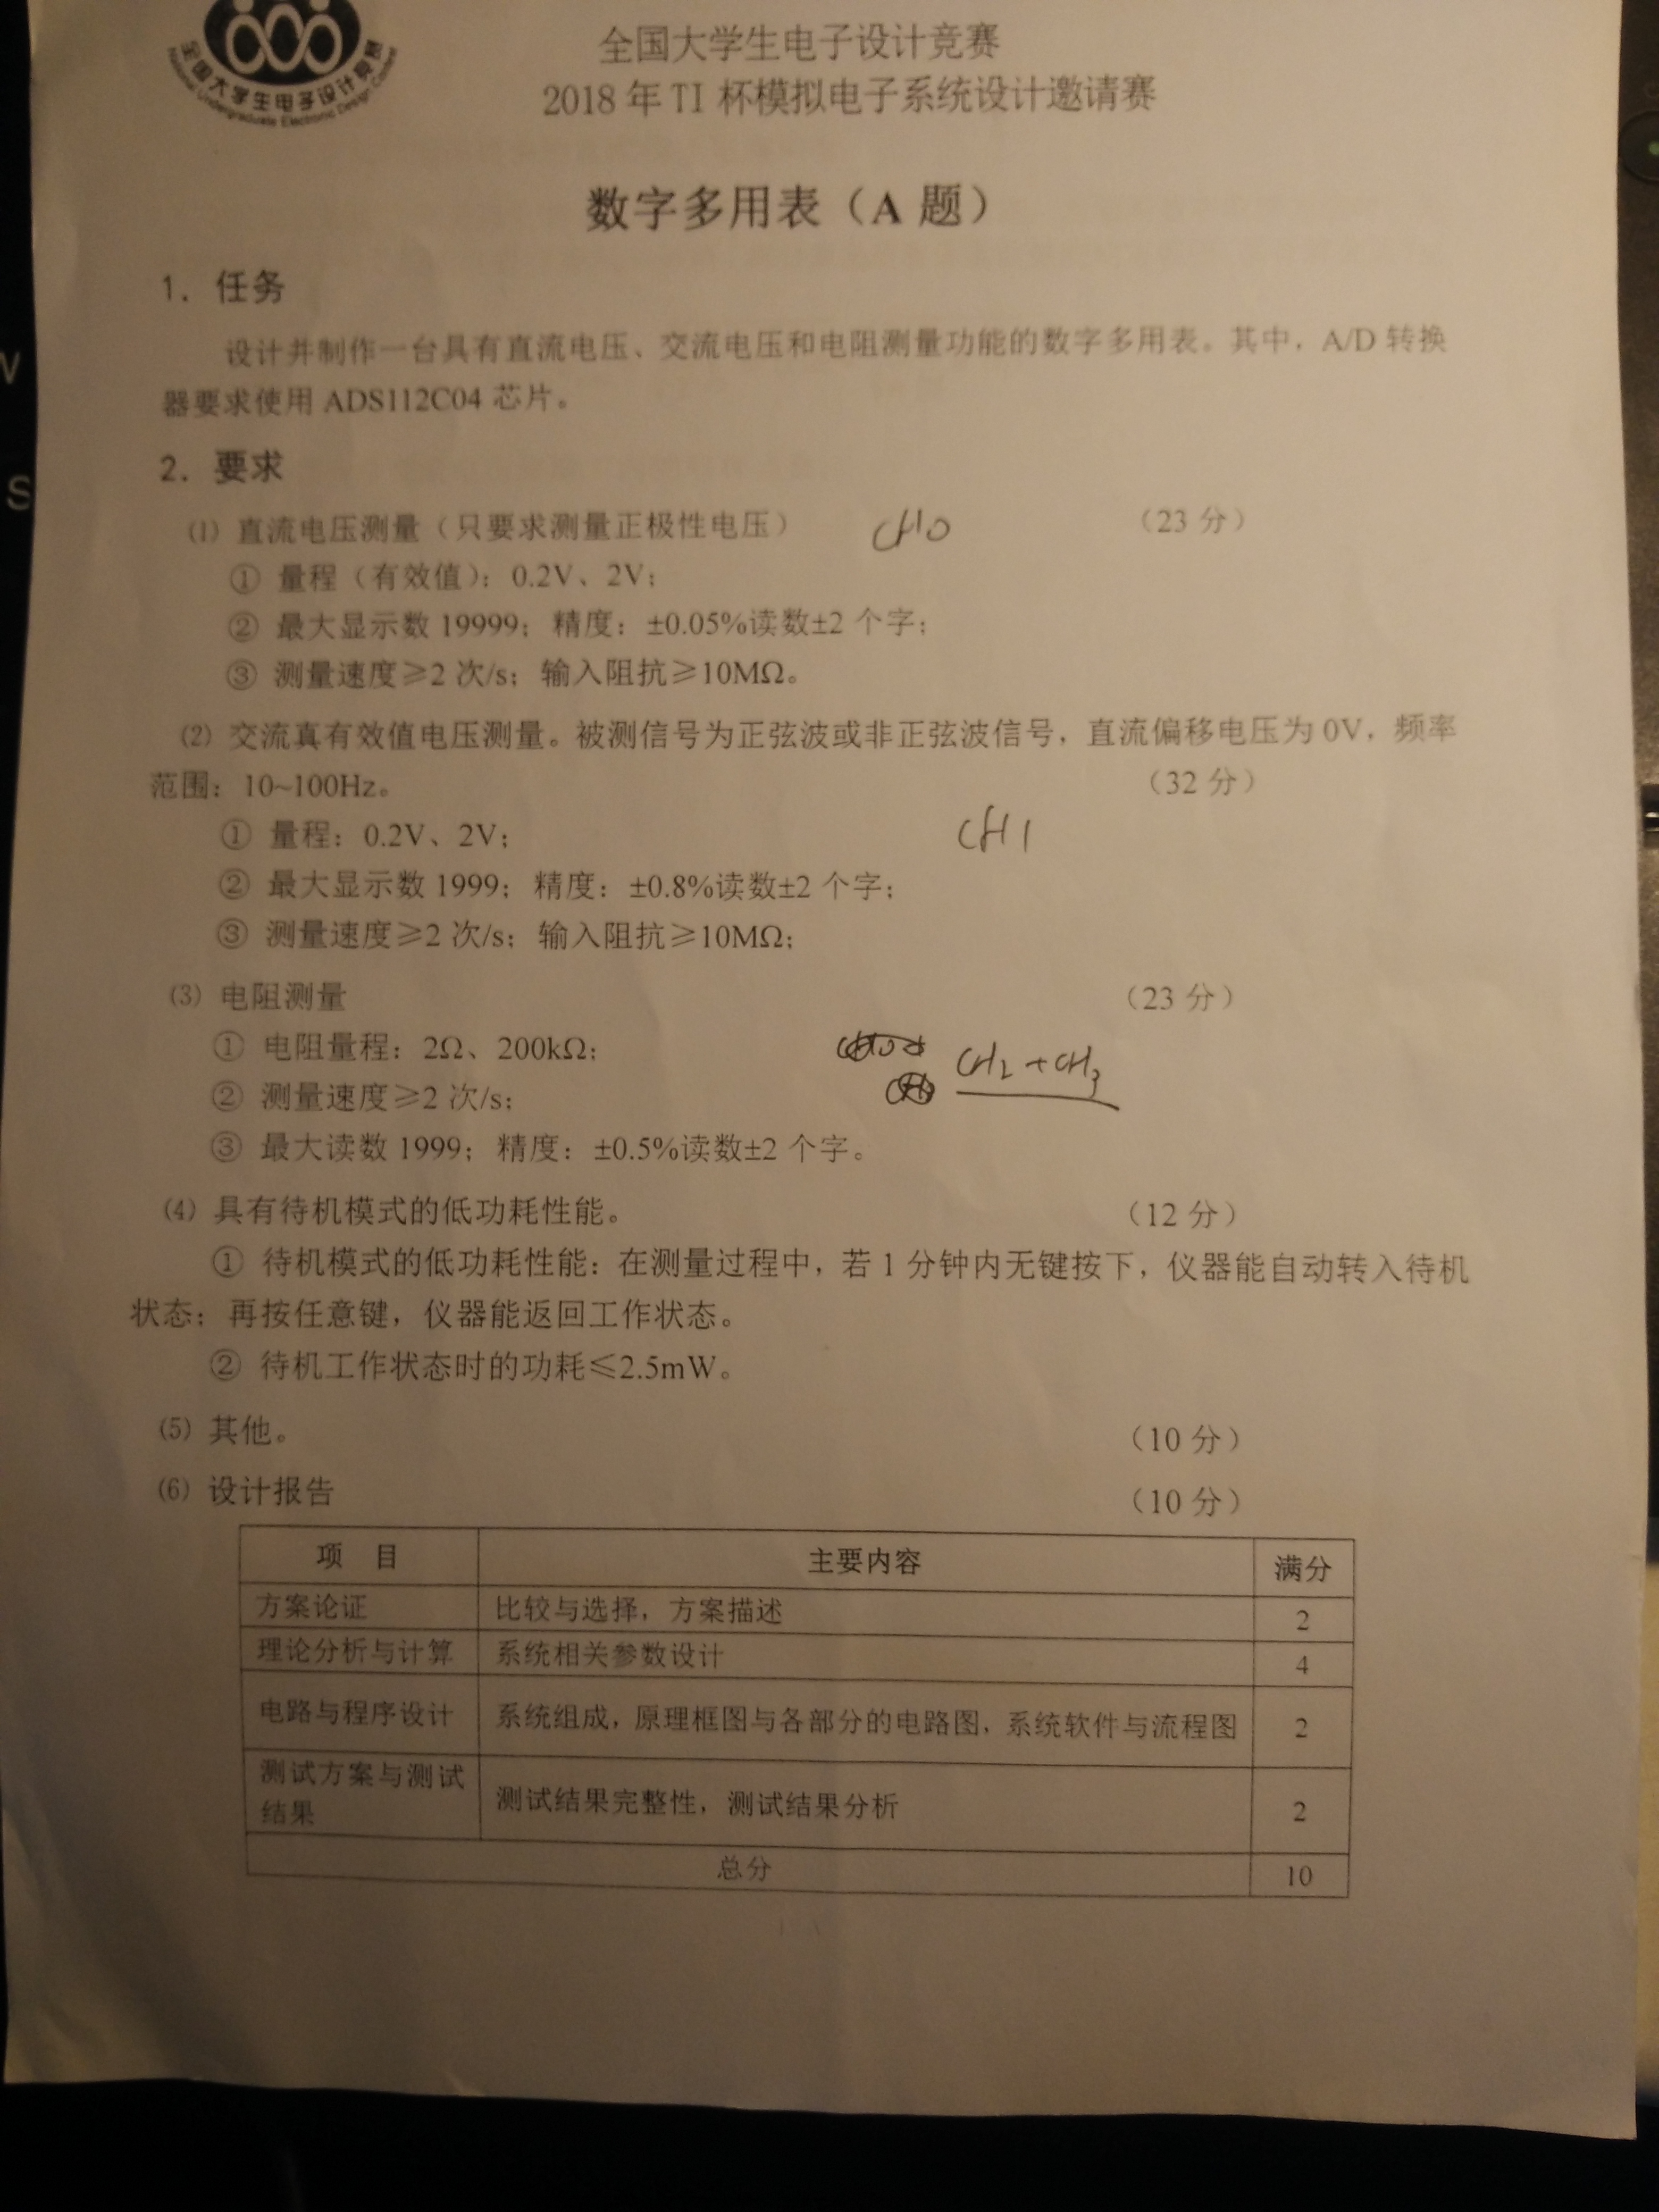 全国大学生电子设计竞赛
National Undergraduate Electronic Design Contest
全国大学生电子设计竞赛
2018 年 TI 杯模拟电子系统设计邀请赛
数字多用表（A 题）
1. 任务
设计并制作一台具有直流电压、交流电压和电阻测量功能的数字多用表。其中，A/D 转换
器要求使用 ADS112C04 芯片。
2. 要求
(1) 直流电压测量（只要求测量正极性电压） CH0 （23 分）
① 量程（有效值）：0.2V、2V；
② 最大显示数 19999；精度：±0.05%读数±2 个字；
③ 测量速度≥2 次/s；输入阻抗≥10MΩ。
(2) 交流真有效值电压测量。被测信号为正弦波或非正弦波信号，直流偏移电压为 0V，频率
范围：10~100Hz。 （32 分）
① 量程：0.2V、2V； CH1
② 最大显示数 1999；精度：±0.8%读数±2 个字；
③ 测量速度≥2 次/s；输入阻抗≥10MΩ；
(3) 电阻测量 （23 分）
① 电阻量程：2Ω、200kΩ； CH2 + CH3
② 测量速度≥2 次/s；
③ 最大读数 1999；精度：±0.5%读数±2 个字。
(4) 具有待机模式的低功耗性能。 （12 分）
① 待机模式的低功耗性能：在测量过程中，若 1 分钟内无键按下，仪器能自动转入待机
状态；再按任意键，仪器能返回工作状态。
② 待机工作状态时的功耗≤2.5mW。
(5) 其他。 （10 分）
(6) 设计报告 （10 分）
项 目 主要内容 满分
方案论证 比较与选择，方案描述 2
理论分析与计算 系统相关参数设计 4
电路与程序设计 系统组成，原理框图与各部分的电路图，系统软件与流程图 2
测试方案与测试
结果 测试结果完整性，测试结果分析 2
总分 10
W
S